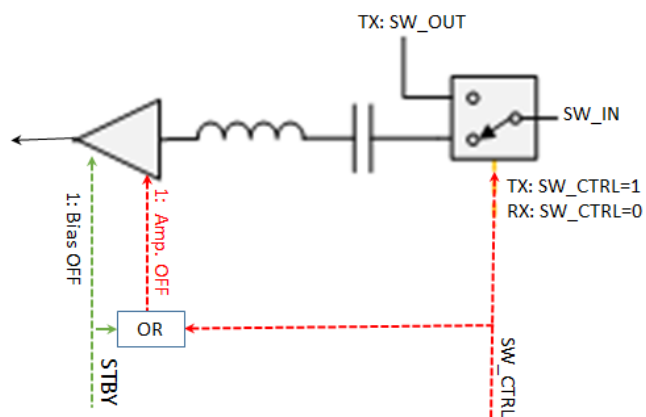 TX: SW_OUT
SW_IN
TX: SW_CTRL=1
RX: SW_CTRL=0
1: Bias OFF
1: Amp. OFF
OR
STBY
SW_CTRL